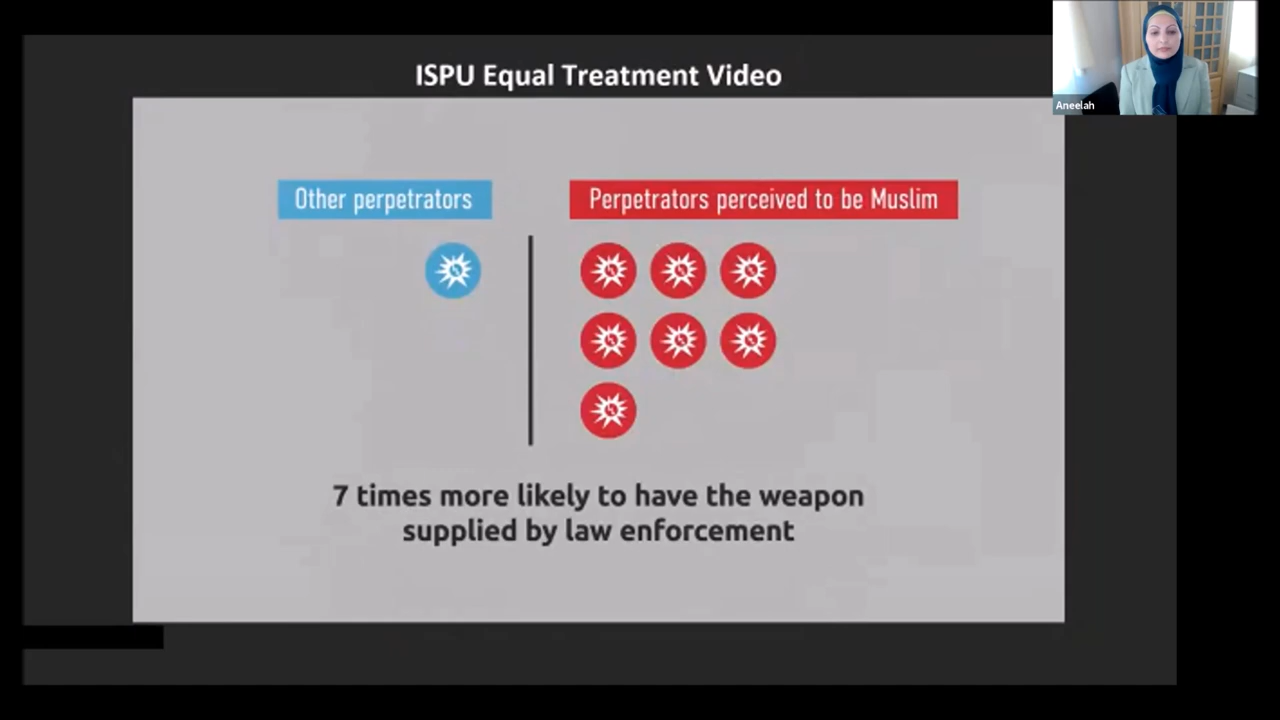 ISPU Equal Treatment Video
Aneelah
Other perpetrators
Perpetrators perceived to be Muslim
7 times more likely to have the weapon
supplied by law enforcement